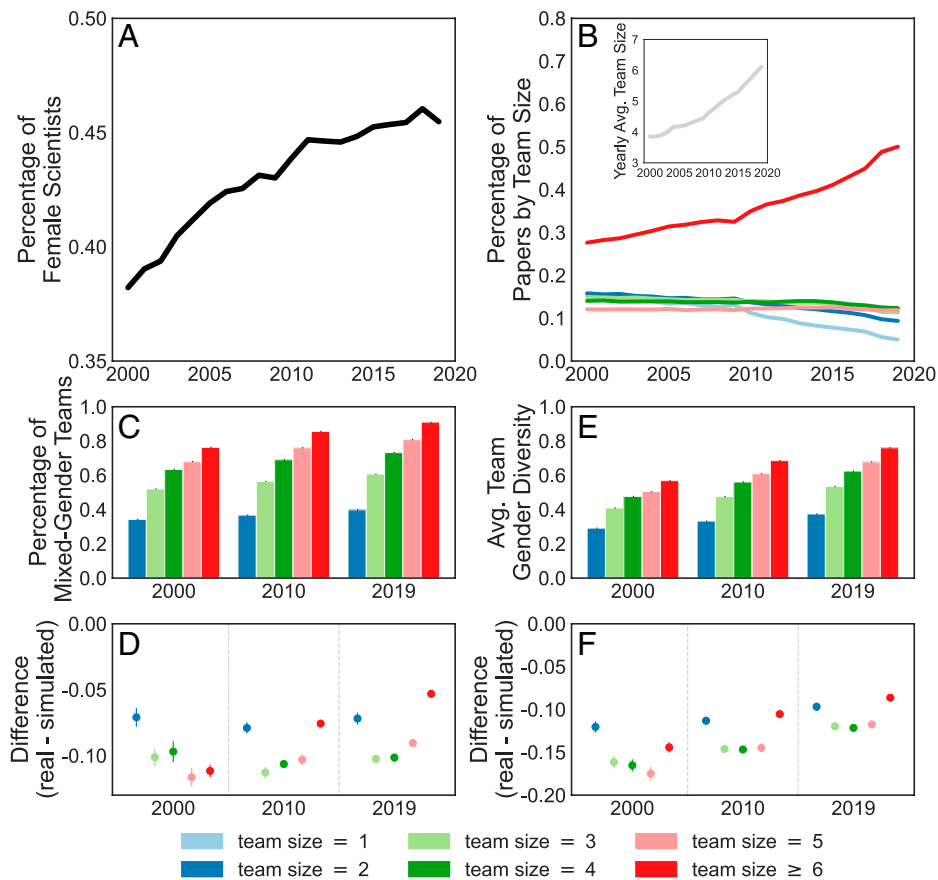 A
Percentage of
Female Scientists
0.50
0.45
0.40
0.35
2000 2005 2010 2015 2020
B
Percentage of
Papers by Team Size
0.8
0.7
0.6
0.5
0.4
0.3
0.2
0.1
0.0
2000 2005 2010 2015 2020
Yearly Avg. Team Size
7
6
5
4
3
2000 2005 2010 2015 2020
C
Percentage of
Mixed-Gender Teams
1.0
0.8
0.6
0.4
0.2
0.0
2000 2010 2019
E
Avg. Team
Gender Diversity
1.0
0.8
0.6
0.4
0.2
0.0
2000 2010 2019
D
Difference
(real - simulated)
0.00
-0.05
-0.10
2000 2010 2019
F
Difference
(real - simulated)
0.00
-0.05
-0.10
-0.15
-0.20
2000 2010 2019
team size = 1
team size = 3
team size = 5
team size = 2
team size = 4
team size ≥ 6